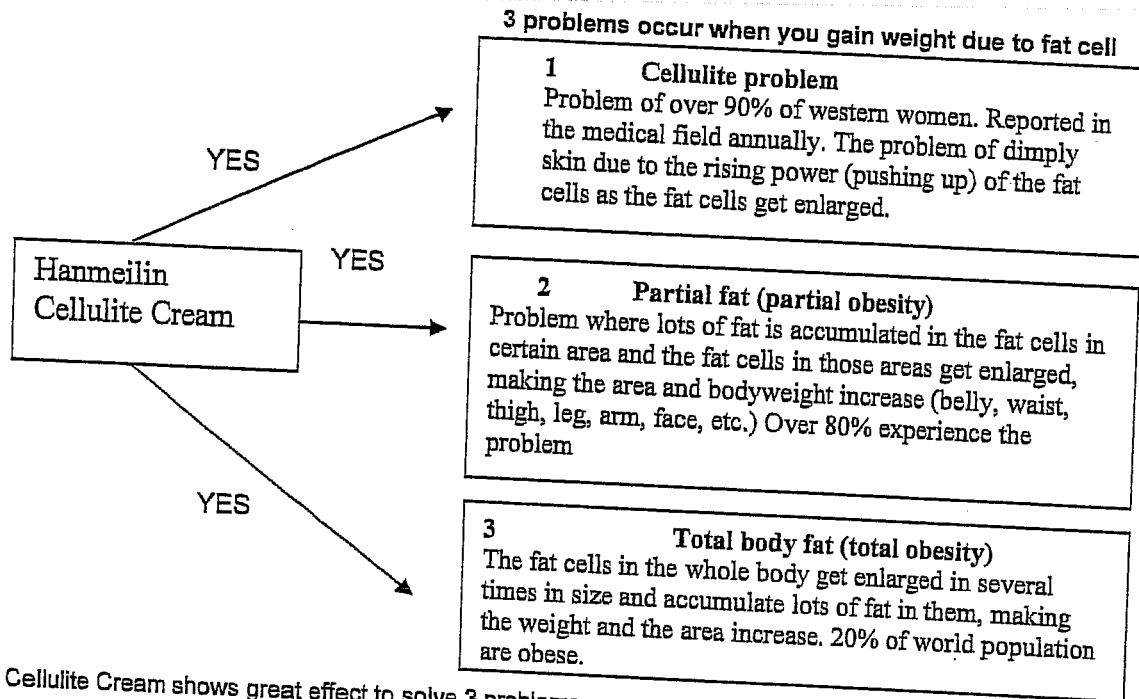 3 problems occur when you gain weight due to fat cell
1 Cellulite problem
Problem of over 90% of western women. Reported in
the medical field annually. The problem of dimply
skin due to the rising power (pushing up) of the fat
cells as the fat cells get enlarged.
YES
Hanmeilin
Cellulite Cream
YES
2 Partial fat (partial obesity)
Problem where lots of fat is accumulated in the fat cells in
certain area and the fat cells in those areas get enlarged,
making the area and bodyweight increase (belly, waist,
thigh, leg, arm, face, etc.) Over 80% experience the
problem
YES
3 Total body fat (total obesity)
The fat cells in the whole body get enlarged in several
times in size and accumulate lots of fat in them, making
the weight and the area increase. 20% of world population
are obese.
Cellulite Cream shows great effect to solve 3 problems